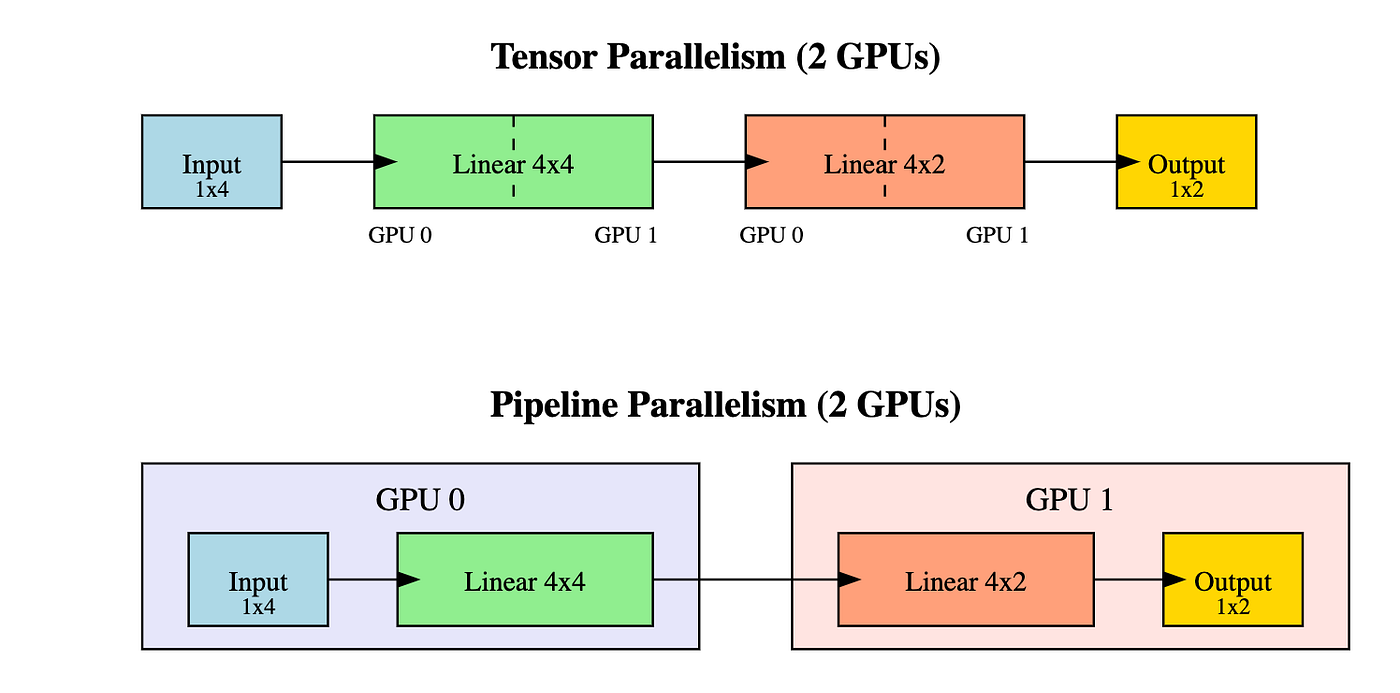 Tensor Parallelism (2 GPUs)
Input
1x4
Linear 4x4
Linear 4x2
Output
1x2
GPU 0
GPU 1
GPU 0
GPU 1
Pipeline Parallelism (2 GPUs)
GPU 0
Input
1x4
Linear 4x4
GPU 1
Linear 4x2
Output
1x2